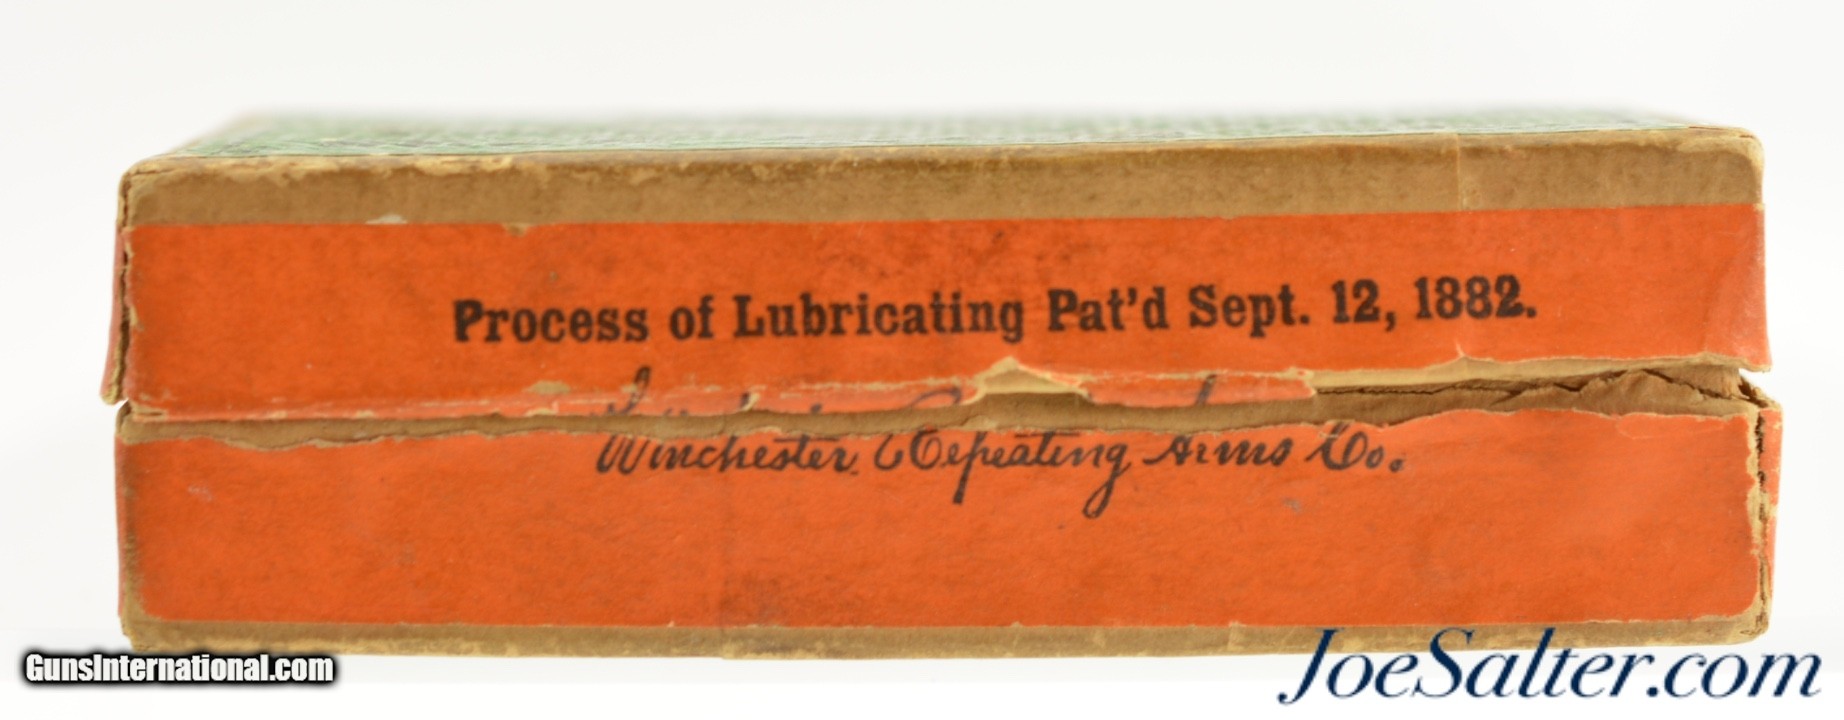 Process of Lubricating Pat'd Sept. 12, 1882.
Winchester Repeating Arms Co.
GunsInternational.com
JoeSalter.com